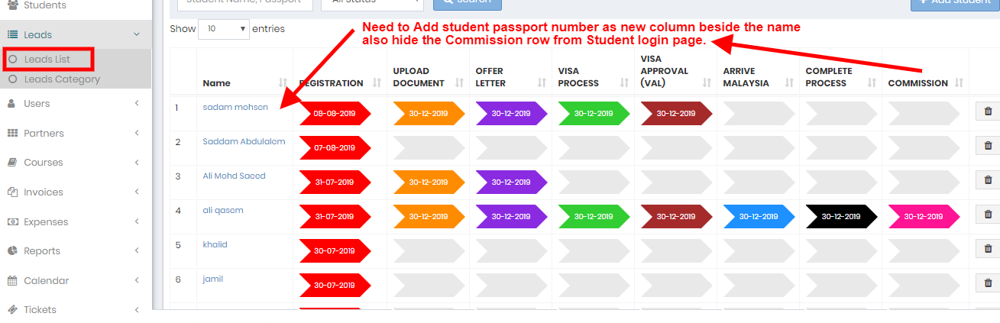 Students
Student Name, Passport
All Status
Search
Add Student
Leads
Show 10 entries
Need to Add student passport number as new column beside the name
also hide the Commission row from Student login page.
Leads List
Leads Category
Users
Partners
Courses
Invoices
Expenses
Reports
Calendar
Tickets
Name REGISTRATION UPLOAD DOCUMENT OFFER LETTER VISA PROCESS VISA APPROVAL (VAL) ARRIVE MALAYSIA COMPLETE PROCESS COMMISSION
1 sadam mohsen 08-08-2019 30-12-2019 30-12-2019 30-12-2019 30-12-2019
2 Saddam Abdulalom 07-08-2019
3 Ali Mohd Saeed 31-07-2019 30-12-2019 30-12-2019
4 ali qasem 31-07-2019 30-12-2019 30-12-2019 30-12-2019 30-12-2019 30-12-2019 30-12-2019 30-12-2019
5 khalid 30-07-2019
6 jamil 30-07-2019